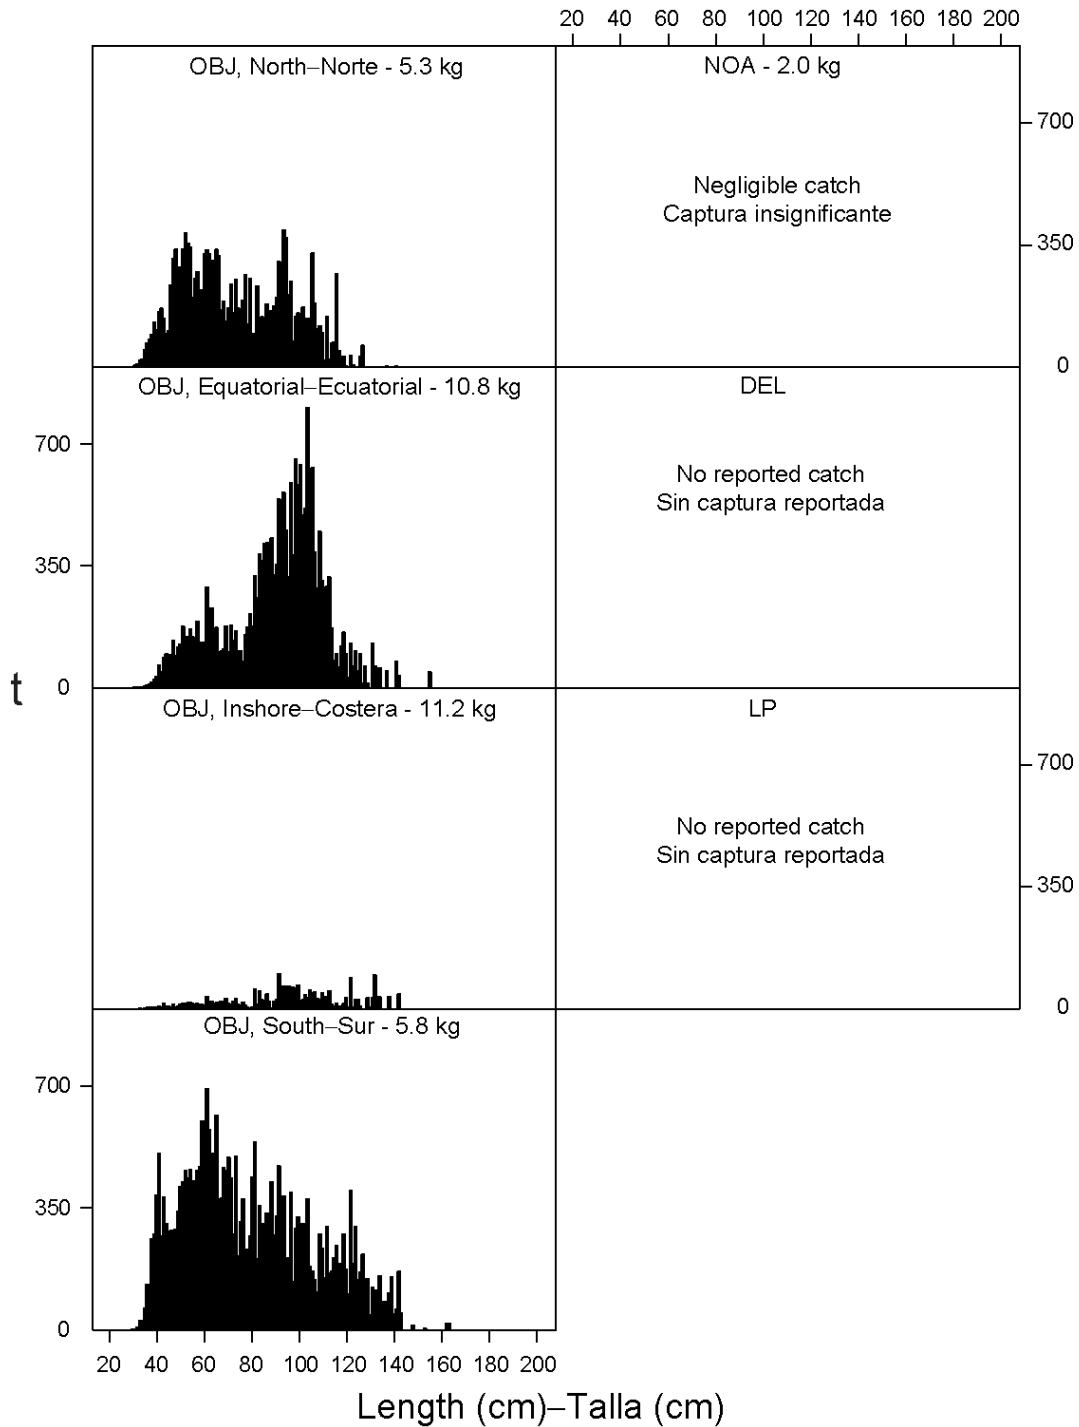 20 40 60 80 100 120 140 160 180 200
OBJ, North–Norte - 5.3 kg
NOA - 2.0 kg
700
Negligible catch
Captura insignificante
350
0
OBJ, Equatorial–Ecuatorial - 10.8 kg
DEL
700
No reported catch
Sin captura reportada
350
t
0
OBJ, Inshore–Costera - 11.2 kg
LP
700
No reported catch
Sin captura reportada
350
0
OBJ, South–Sur - 5.8 kg
700
350
0
20 40 60 80 100 120 140 160 180 200
Length (cm)–Talla (cm)